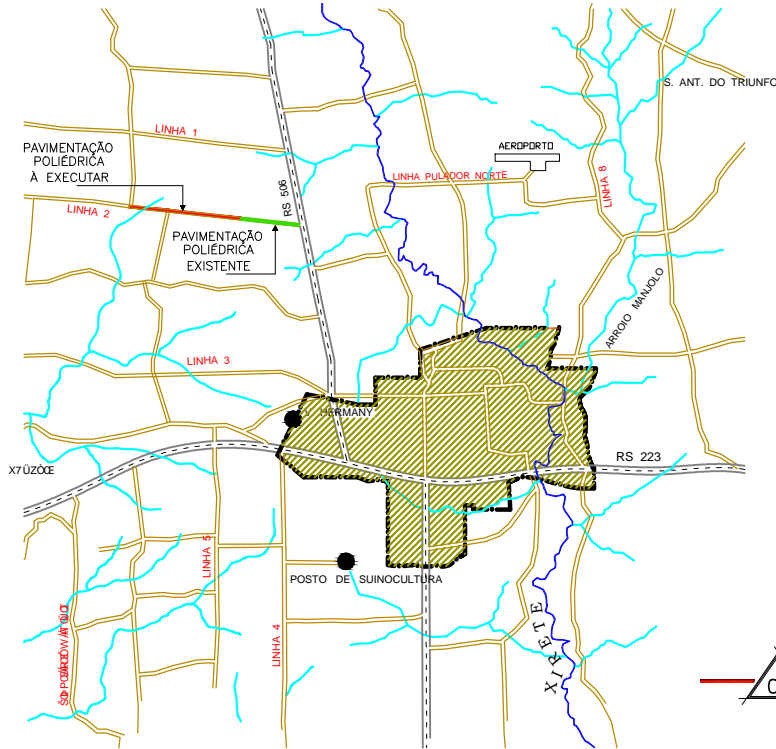 S. ANT. DO TRIUNFO
LINHA 1
PAVIMENTAÇÃO
POLIÉDRICA
À EXECUTAR
AEROPORTO
LINHA PULADOR NORTE
LINHA 8
RS 506
LINHA 2
PAVIMENTAÇÃO
POLIÉDRICA
EXISTENTE
ARROIO MANJOLO
LINHA 3
HERMANY
RS 223
LINHA 5
POSTO DE SUINOCULTURA
LINHA 4
IXIRETE